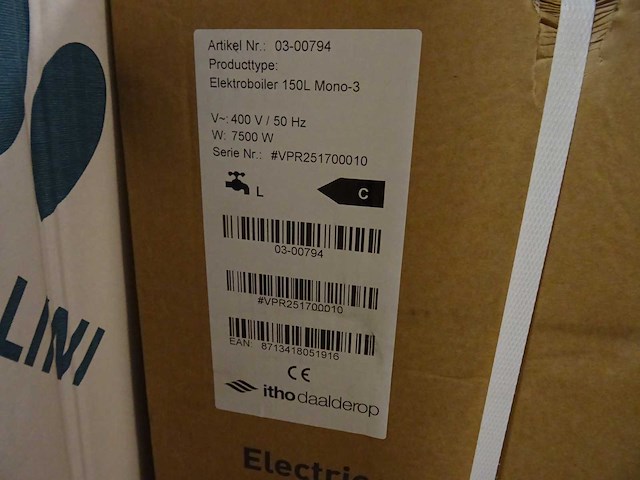 Artikel Nr.: 03-00794
Producttype:
Elektroboiler 150L Mono-3
V~: 400 V / 50 Hz
W: 7500 W
Serie Nr.: #VPR251700010
L
C
03-00794
#VPR251700010
EAN 8713418051916
CE
itho daalderop
Electric
LINI